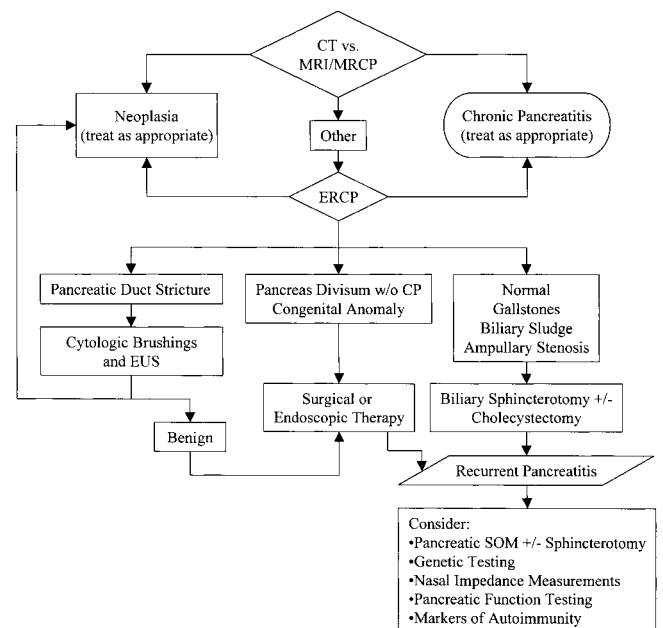 CT vs.
MRI/MRCP
Neoplasia
(treat as appropriate)
Other
Chronic Pancreatitis
(treat as appropriate)
ERCP
Pancreatic Duct Stricture
Pancreas Divisum w/o CP
Congenital Anomaly
Normal
Gallstones
Biliary Sludge
Ampullary Stenosis
Cytologic Brushings
and EUS
Surgical or
Endoscopic Therapy
Biliary Sphincterotomy +/-
Cholecystectomy
Benign
Recurrent Pancreatitis
Consider:
•Pancreatic SOM +/- Sphincterotomy
•Genetic Testing
•Nasal Impedance Measurements
•Pancreatic Function Testing
•Markers of Autoimmunity